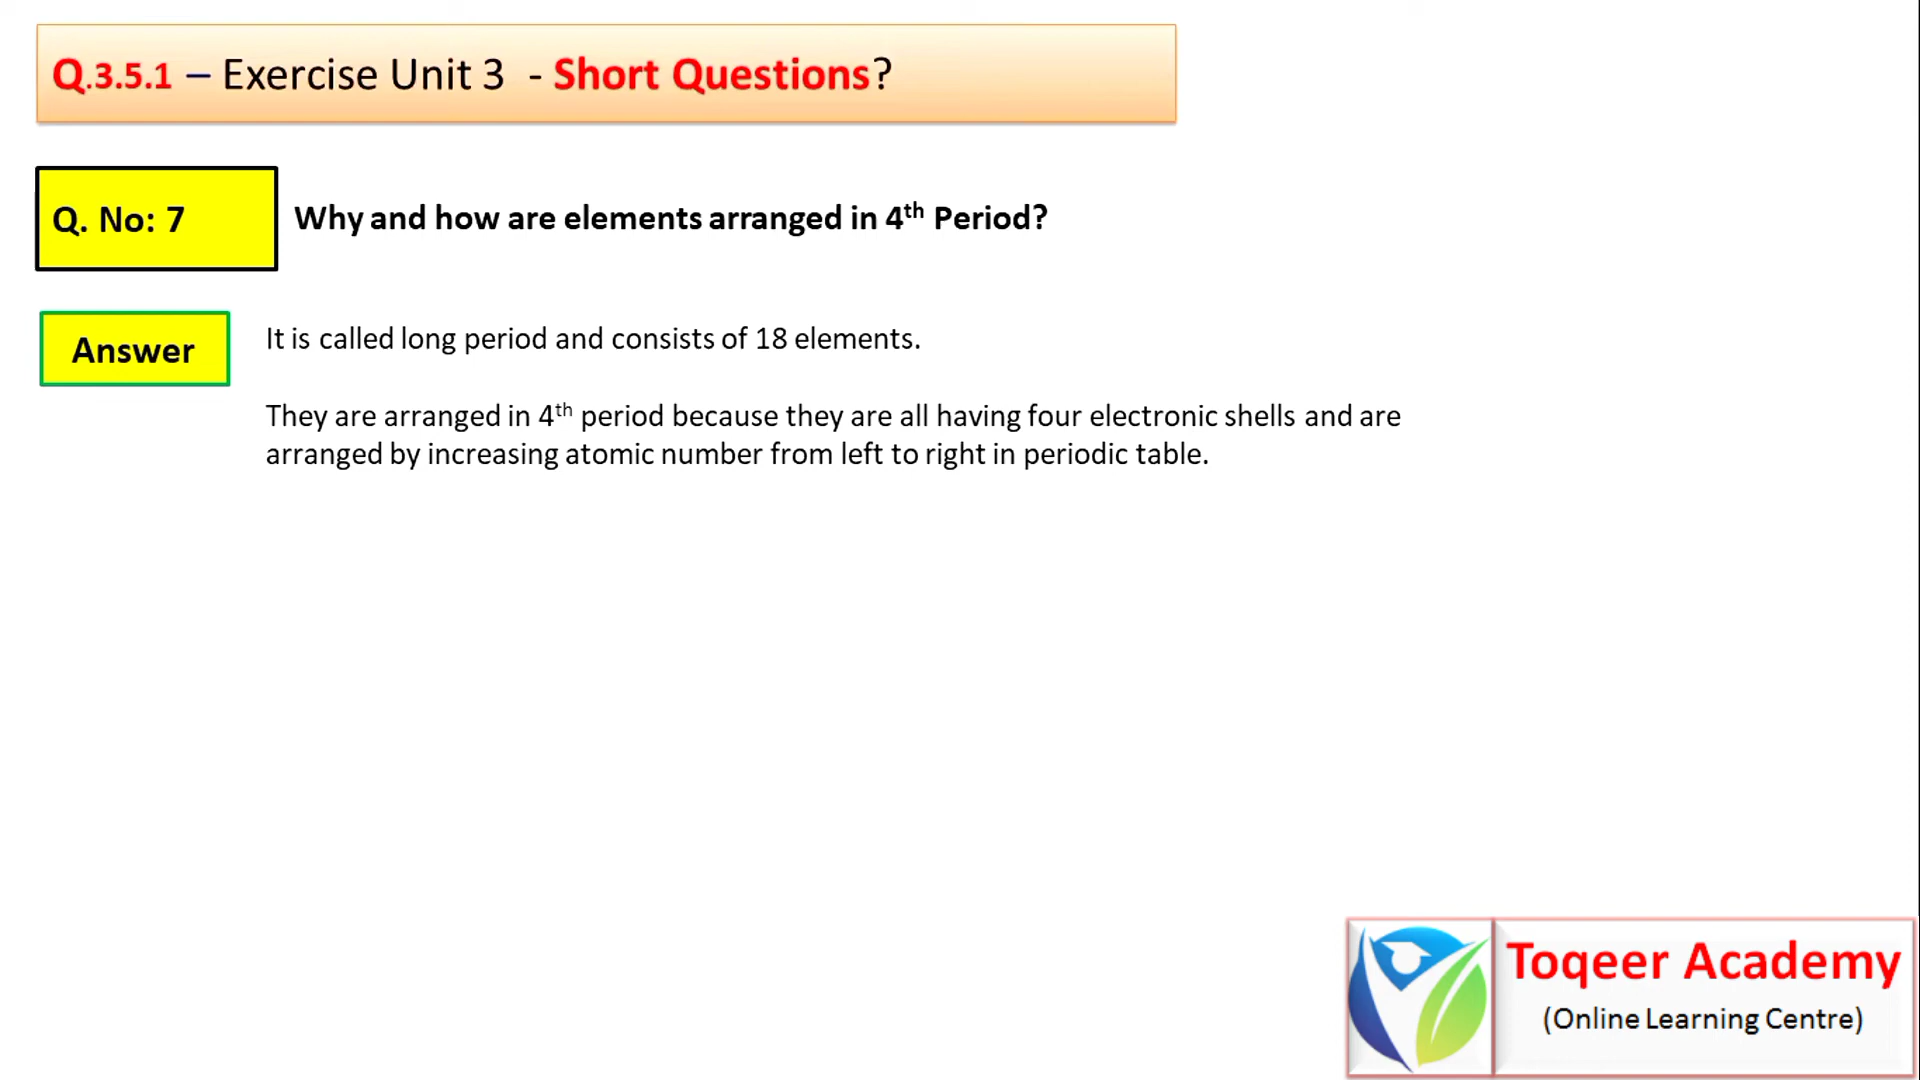 Q.3.5.1 – Exercise Unit 3 - Short Questions?
Q. No: 7
Why and how are elements arranged in 4th Period?
Answer
It is called long period and consists of 18 elements.
They are arranged in 4th period because they are all having four electronic shells and are
arranged by increasing atomic number from left to right in periodic table.
Toqeer Academy
(Online Learning Centre)